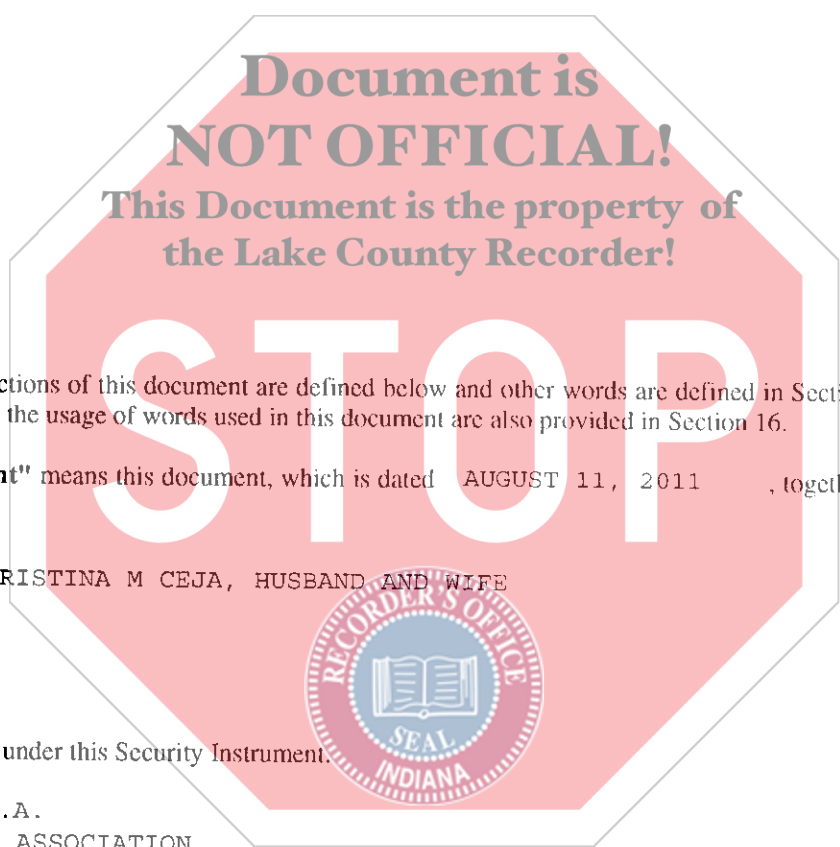 Document is
NOT OFFICIAL!
This Document is the property of
the Lake County Recorder!
STOP
ctions of this document are defined below and other words are defined in Secti
the usage of words used in this document are also provided in Section 16.
nt" means this document, which is dated AUGUST 11, 2011 , toget
RISTINA M CEJA, HUSBAND AND WIFE
RECORDER'S OFFICE
SEAL
INDIANA
under this Security Instrument.
.A.
ASSOCIATION